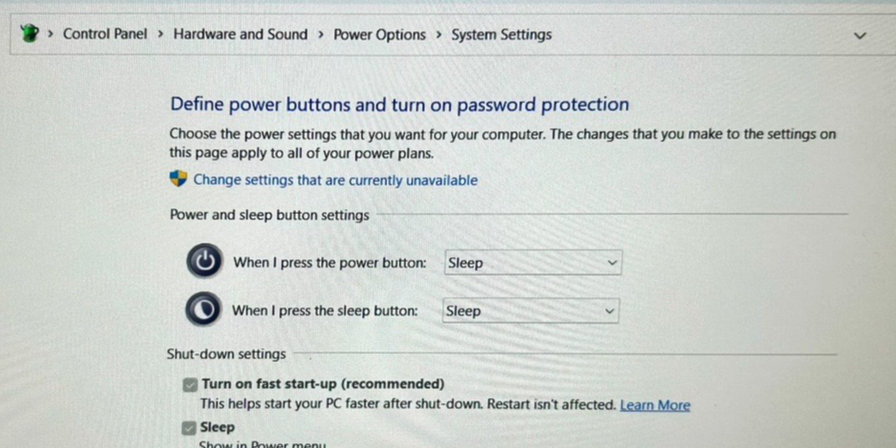 Control Panel > Hardware and Sound > Power Options > System Settings
Define power buttons and turn on password protection
Choose the power settings that you want for your computer. The changes that you make to the settings on
this page apply to all of your power plans.
Change settings that are currently unavailable
Power and sleep button settings
When I press the power button: Sleep
When I press the sleep button: Sleep
Shut-down settings
Turn on fast start-up (recommended)
This helps start your PC faster after shut-down. Restart isn't affected. Learn More
Sleep
Show in Power menu